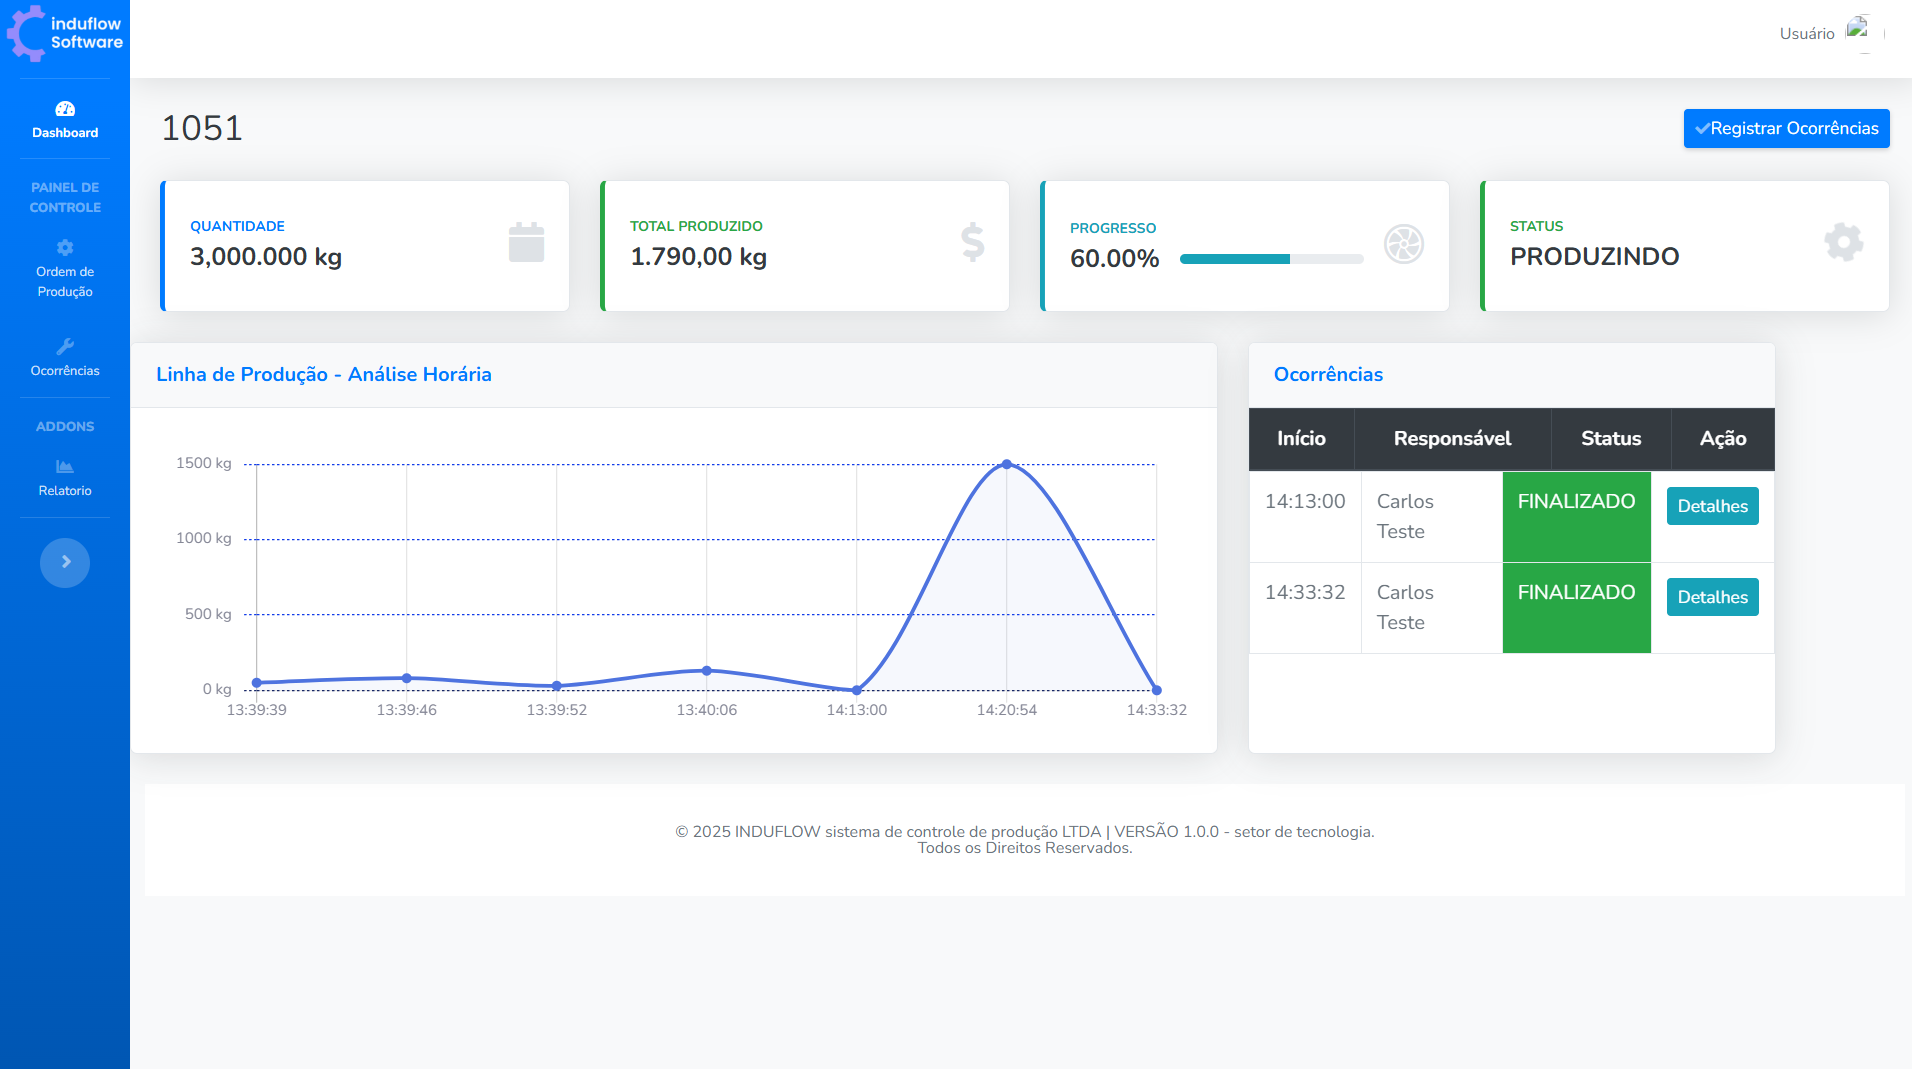 induflow
Software
Usuário
Dashboard
PAINEL DE
CONTROLE
Ordem de
Produção
Ocorrências
ADDONS
Relatorio
1051
Registrar Ocorrências
QUANTIDADE
3,000.000 kg
TOTAL PRODUZIDO
1.790,00 kg
PROGRESSO
60.00%
STATUS
PRODUZINDO
Linha de Produção - Análise Horária
1500 kg
1000 kg
500 kg
0 kg
13:39:39 13:39:46 13:39:52 13:40:06 14:13:00 14:20:54 14:33:32
Ocorrências
Início Responsável Status Ação
14:13:00 Carlos FINALIZADO Detalhes
Teste
14:33:32 Carlos FINALIZADO Detalhes
Teste
© 2025 INDUFLOW sistema de controle de produção LTDA | VERSÃO 1.0.0 - setor de tecnologia.
Todos os Direitos Reservados.